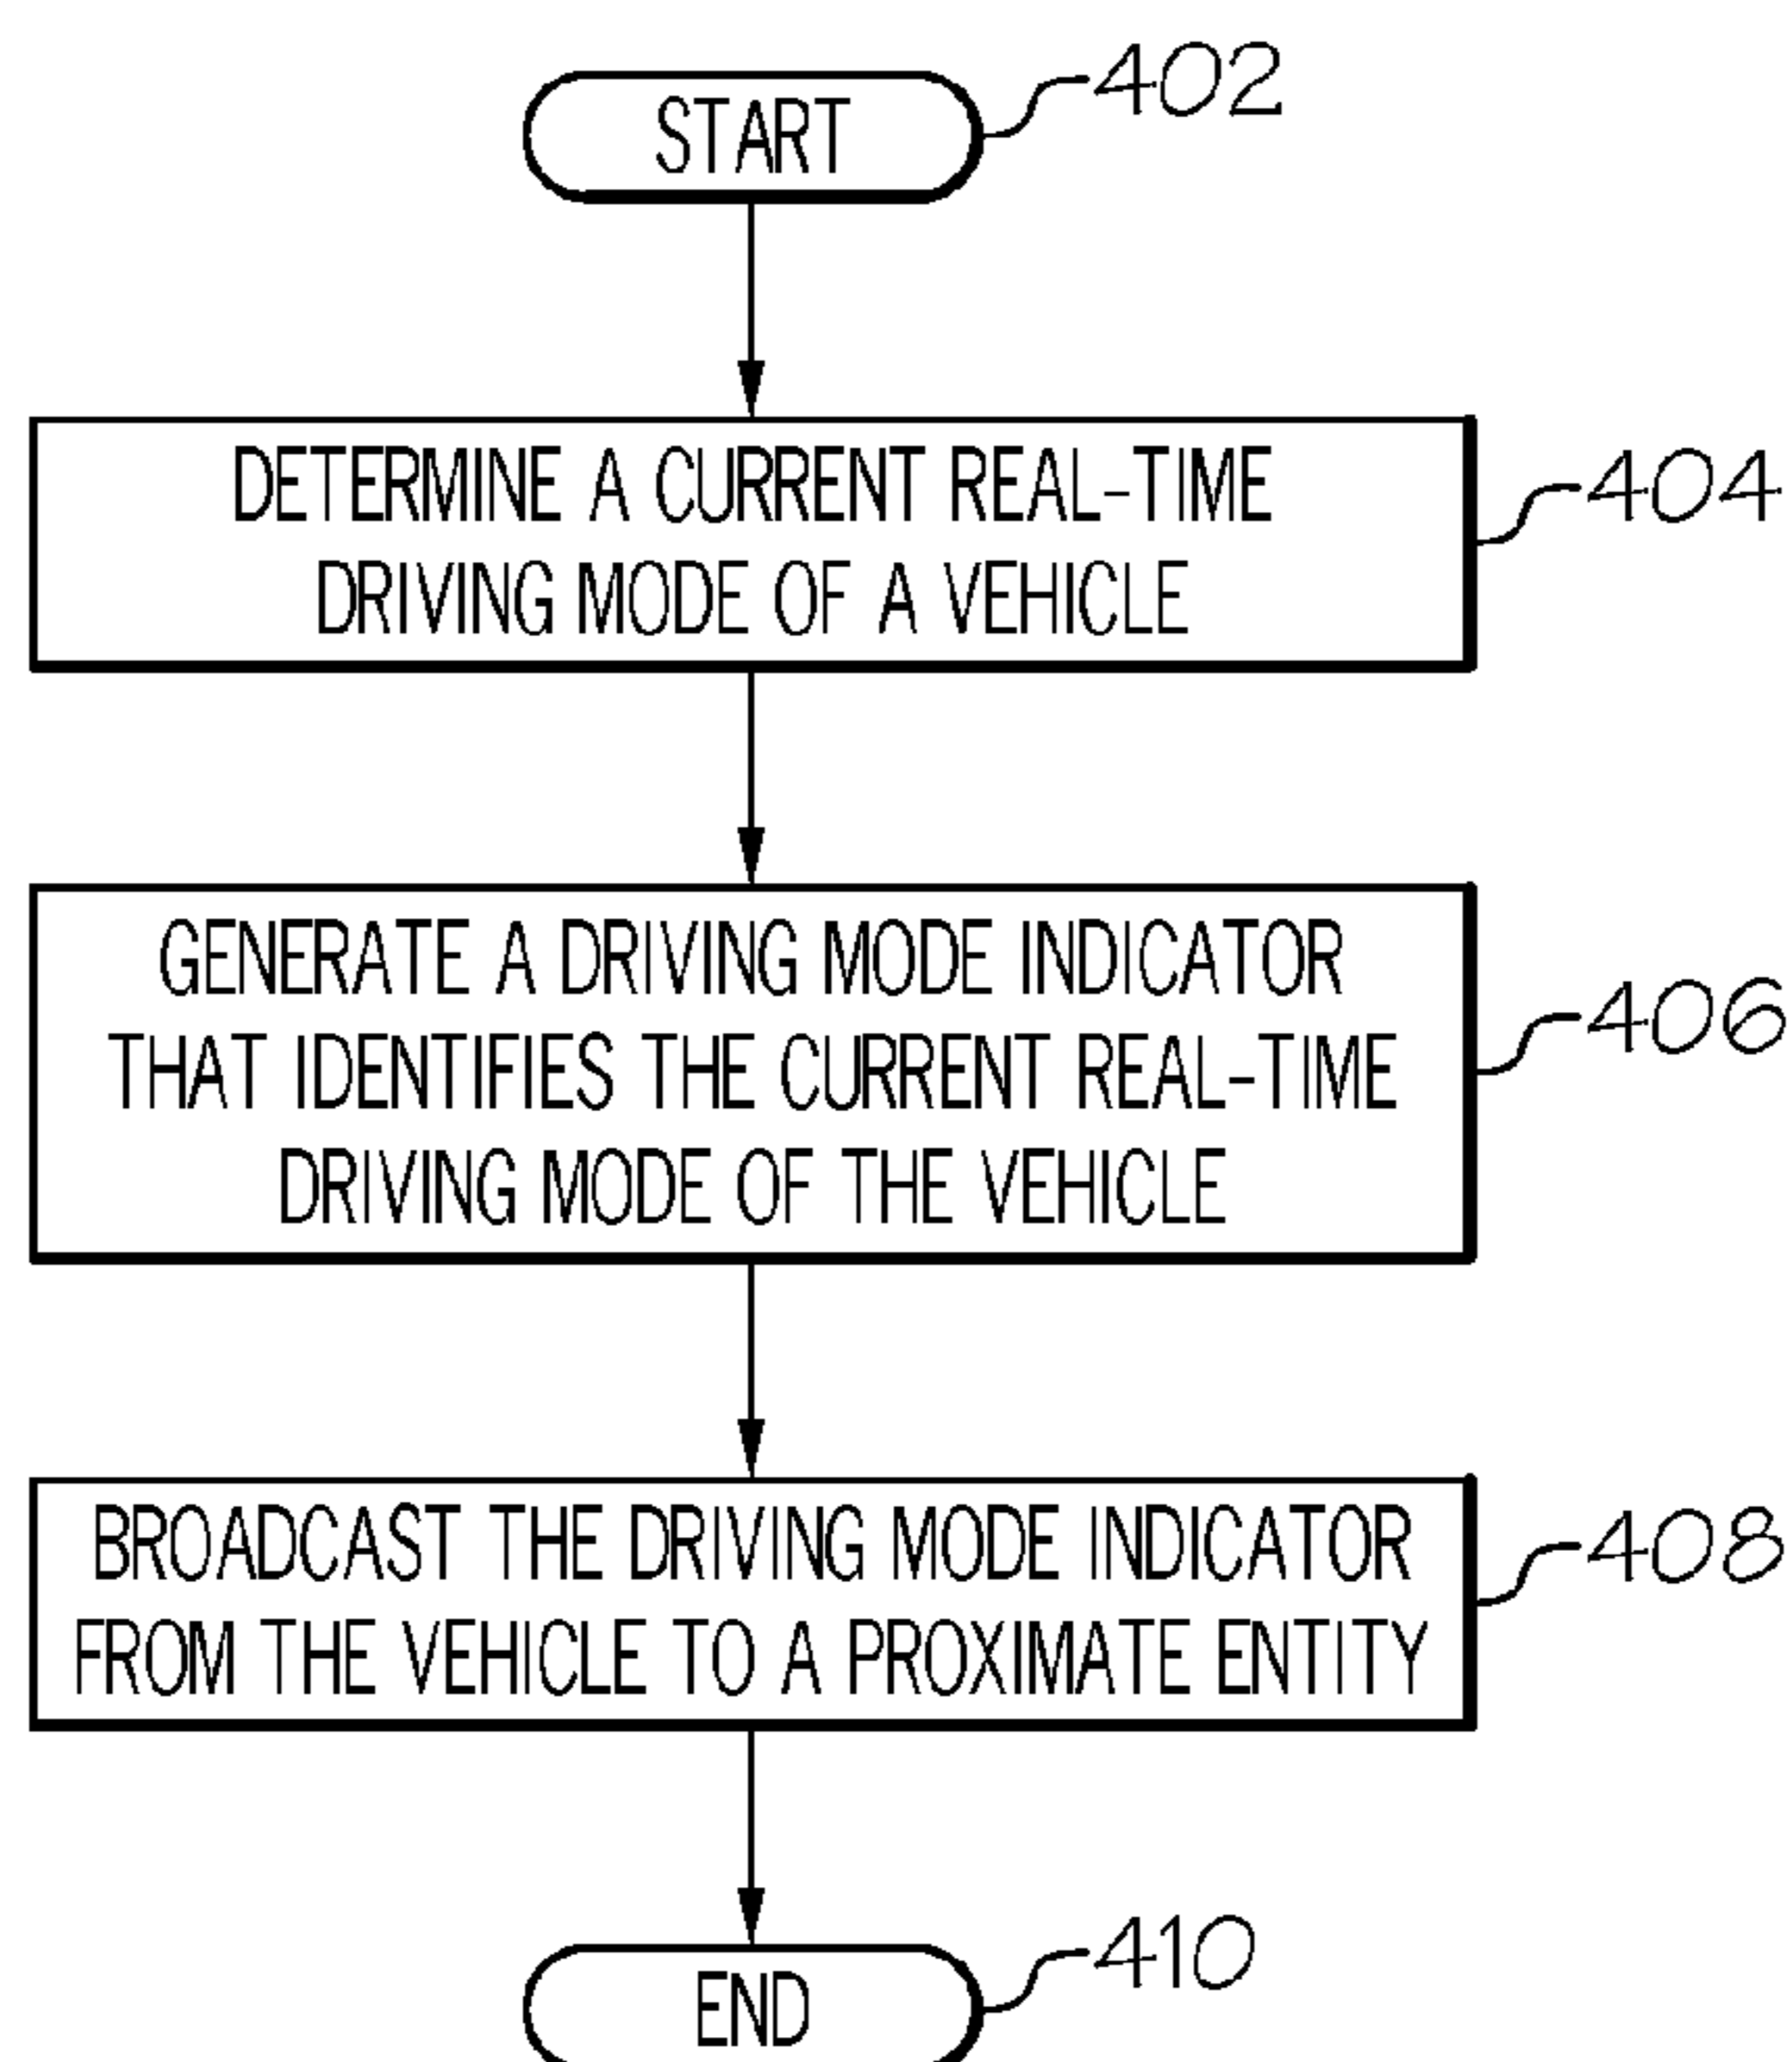 START
402
DETERMINE A CURRENT REAL-TIME
DRIVING MODE OF A VEHICLE
404
GENERATE A DRIVING MODE INDICATOR
THAT IDENTIFIES THE CURRENT REAL-TIME
DRIVING MODE OF THE VEHICLE
406
BROADCAST THE DRIVING MODE INDICATOR
FROM THE VEHICLE TO A PROXIMATE ENTITY
408
END
410